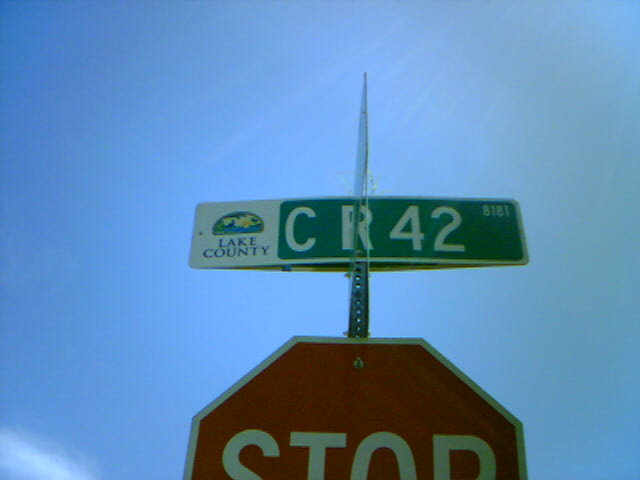 LAKE
COUNTY
C R 42 8181
STOP